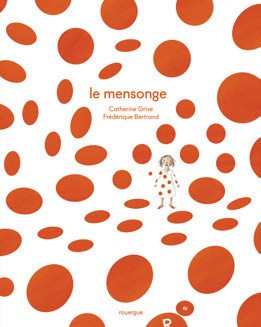 le mensonge
Catherine Grive
Frédérique Bertrand
rouergue
R